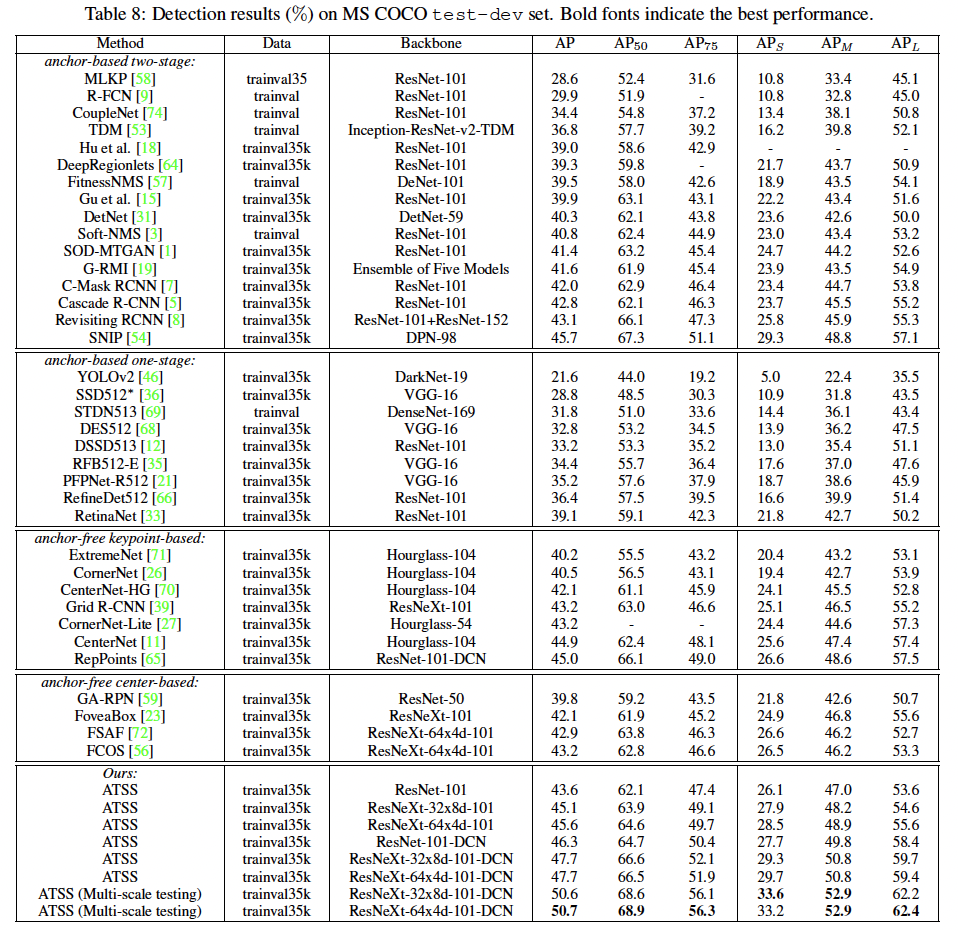 Table 8: Detection results (%) on MS COCO test-dev set. Bold fonts indicate the best performance.
Method Data Backbone AP AP50 AP75 APS APM APL
anchor-based two-stage:
MLKP [58] trainval35 ResNet-101 28.6 52.4 31.6 10.8 33.4 45.1
R-FCN [9] trainval ResNet-101 29.9 51.9 - 10.8 32.8 45.0
CoupleNet [74] trainval ResNet-101 34.4 54.8 37.2 13.4 38.1 50.8
TDM [53] trainval Inception-ResNet-v2-TDM 36.8 57.7 39.2 16.2 39.8 52.1
Hu et al. [18] trainval35k ResNet-101 39.0 58.6 42.9 - - -
DeepRegionlets [64] trainval35k ResNet-101 39.3 59.8 - 21.7 43.7 50.9
FitnessNMS [57] trainval DeNet-101 39.5 58.0 42.6 18.9 43.5 54.1
Gu et al. [15] trainval35k ResNet-101 39.9 63.1 43.1 22.2 43.4 51.6
DetNet [31] trainval35k DetNet-59 40.3 62.1 43.8 23.6 42.6 50.0
Soft-NMS [3] trainval ResNet-101 40.8 62.4 44.9 23.0 43.4 53.2
SOD-MTGAN [1] trainval35k ResNet-101 41.4 63.2 45.4 24.7 44.2 52.6
G-RMI [19] trainval35k Ensemble of Five Models 41.6 61.9 45.4 23.9 43.5 54.9
C-Mask RCNN [7] trainval35k ResNet-101 42.0 62.9 46.4 23.4 44.7 53.8
Cascade R-CNN [5] trainval35k ResNet-101 42.8 62.1 46.3 23.7 45.5 55.2
Revisiting RCNN [8] trainval35k ResNet-101+ResNet-152 43.1 66.1 47.3 25.8 45.9 55.3
SNIP [54] trainval35k DPN-98 45.7 67.3 51.1 29.3 48.8 57.1
anchor-based one-stage:
YOLOv2 [46] trainval35k DarkNet-19 21.6 44.0 19.2 5.0 22.4 35.5
SSD512* [36] trainval35k VGG-16 28.8 48.5 30.3 10.9 31.8 43.5
STDN513 [69] trainval DenseNet-169 31.8 51.0 33.6 14.4 36.1 43.4
DES512 [68] trainval35k VGG-16 32.8 53.2 34.5 13.9 36.2 47.5
DSSD513 [12] trainval35k ResNet-101 33.2 53.3 35.2 13.0 35.4 51.1
RFB512-E [35] trainval35k VGG-16 34.4 55.7 36.4 17.6 37.0 47.6
PFPNet-R512 [21] trainval35k VGG-16 35.2 57.6 37.9 18.7 38.6 45.9
RefineDet512 [66] trainval35k ResNet-101 36.4 57.5 39.5 16.6 39.9 51.4
RetinaNet [33] trainval35k ResNet-101 39.1 59.1 42.3 21.8 42.7 50.2
anchor-free keypoint-based:
ExtremeNet [71] trainval35k Hourglass-104 40.2 55.5 43.2 20.4 43.2 53.1
CornerNet [26] trainval35k Hourglass-104 40.5 56.5 43.1 19.4 42.7 53.9
CenterNet-HG [70] trainval35k Hourglass-104 42.1 61.1 45.9 24.1 45.5 52.8
Grid R-CNN [39] trainval35k ResNeXt-101 43.2 63.0 46.6 25.1 46.5 55.2
CornerNet-Lite [27] trainval35k Hourglass-54 43.2 - - 24.4 44.6 57.3
CenterNet [11] trainval35k Hourglass-104 44.9 62.4 48.1 25.6 47.4 57.4
RepPoints [65] trainval35k ResNet-101-DCN 45.0 66.1 49.0 26.6 48.6 57.5
anchor-free center-based:
GA-RPN [59] trainval35k ResNet-50 39.8 59.2 43.5 21.8 42.6 50.7
FoveaBox [23] trainval35k ResNeXt-101 42.1 61.9 45.2 24.9 46.8 55.6
FSAF [72] trainval35k ResNeXt-64x4d-101 42.9 63.8 46.3 26.6 46.2 52.7
FCOS [56] trainval35k ResNeXt-64x4d-101 43.2 62.8 46.6 26.5 46.2 53.3
Ours:
ATSS trainval35k ResNet-101 43.6 62.1 47.4 26.1 47.0 53.6
ATSS trainval35k ResNeXt-32x8d-101 45.1 63.9 49.1 27.9 48.2 54.6
ATSS trainval35k ResNeXt-64x4d-101 45.6 64.6 49.7 28.5 48.9 55.6
ATSS trainval35k ResNet-101-DCN 46.3 64.7 50.4 27.7 49.8 58.4
ATSS trainval35k ResNeXt-32x8d-101-DCN 47.7 66.6 52.1 29.3 50.8 59.7
ATSS trainval35k ResNeXt-64x4d-101-DCN 47.7 66.5 51.9 29.7 50.8 59.4
ATSS (Multi-scale testing) trainval35k ResNeXt-32x8d-101-DCN 50.6 68.6 56.1 33.6 52.9 62.2
ATSS (Multi-scale testing) trainval35k ResNeXt-64x4d-101-DCN 50.7 68.9 56.3 33.2 52.9 62.4